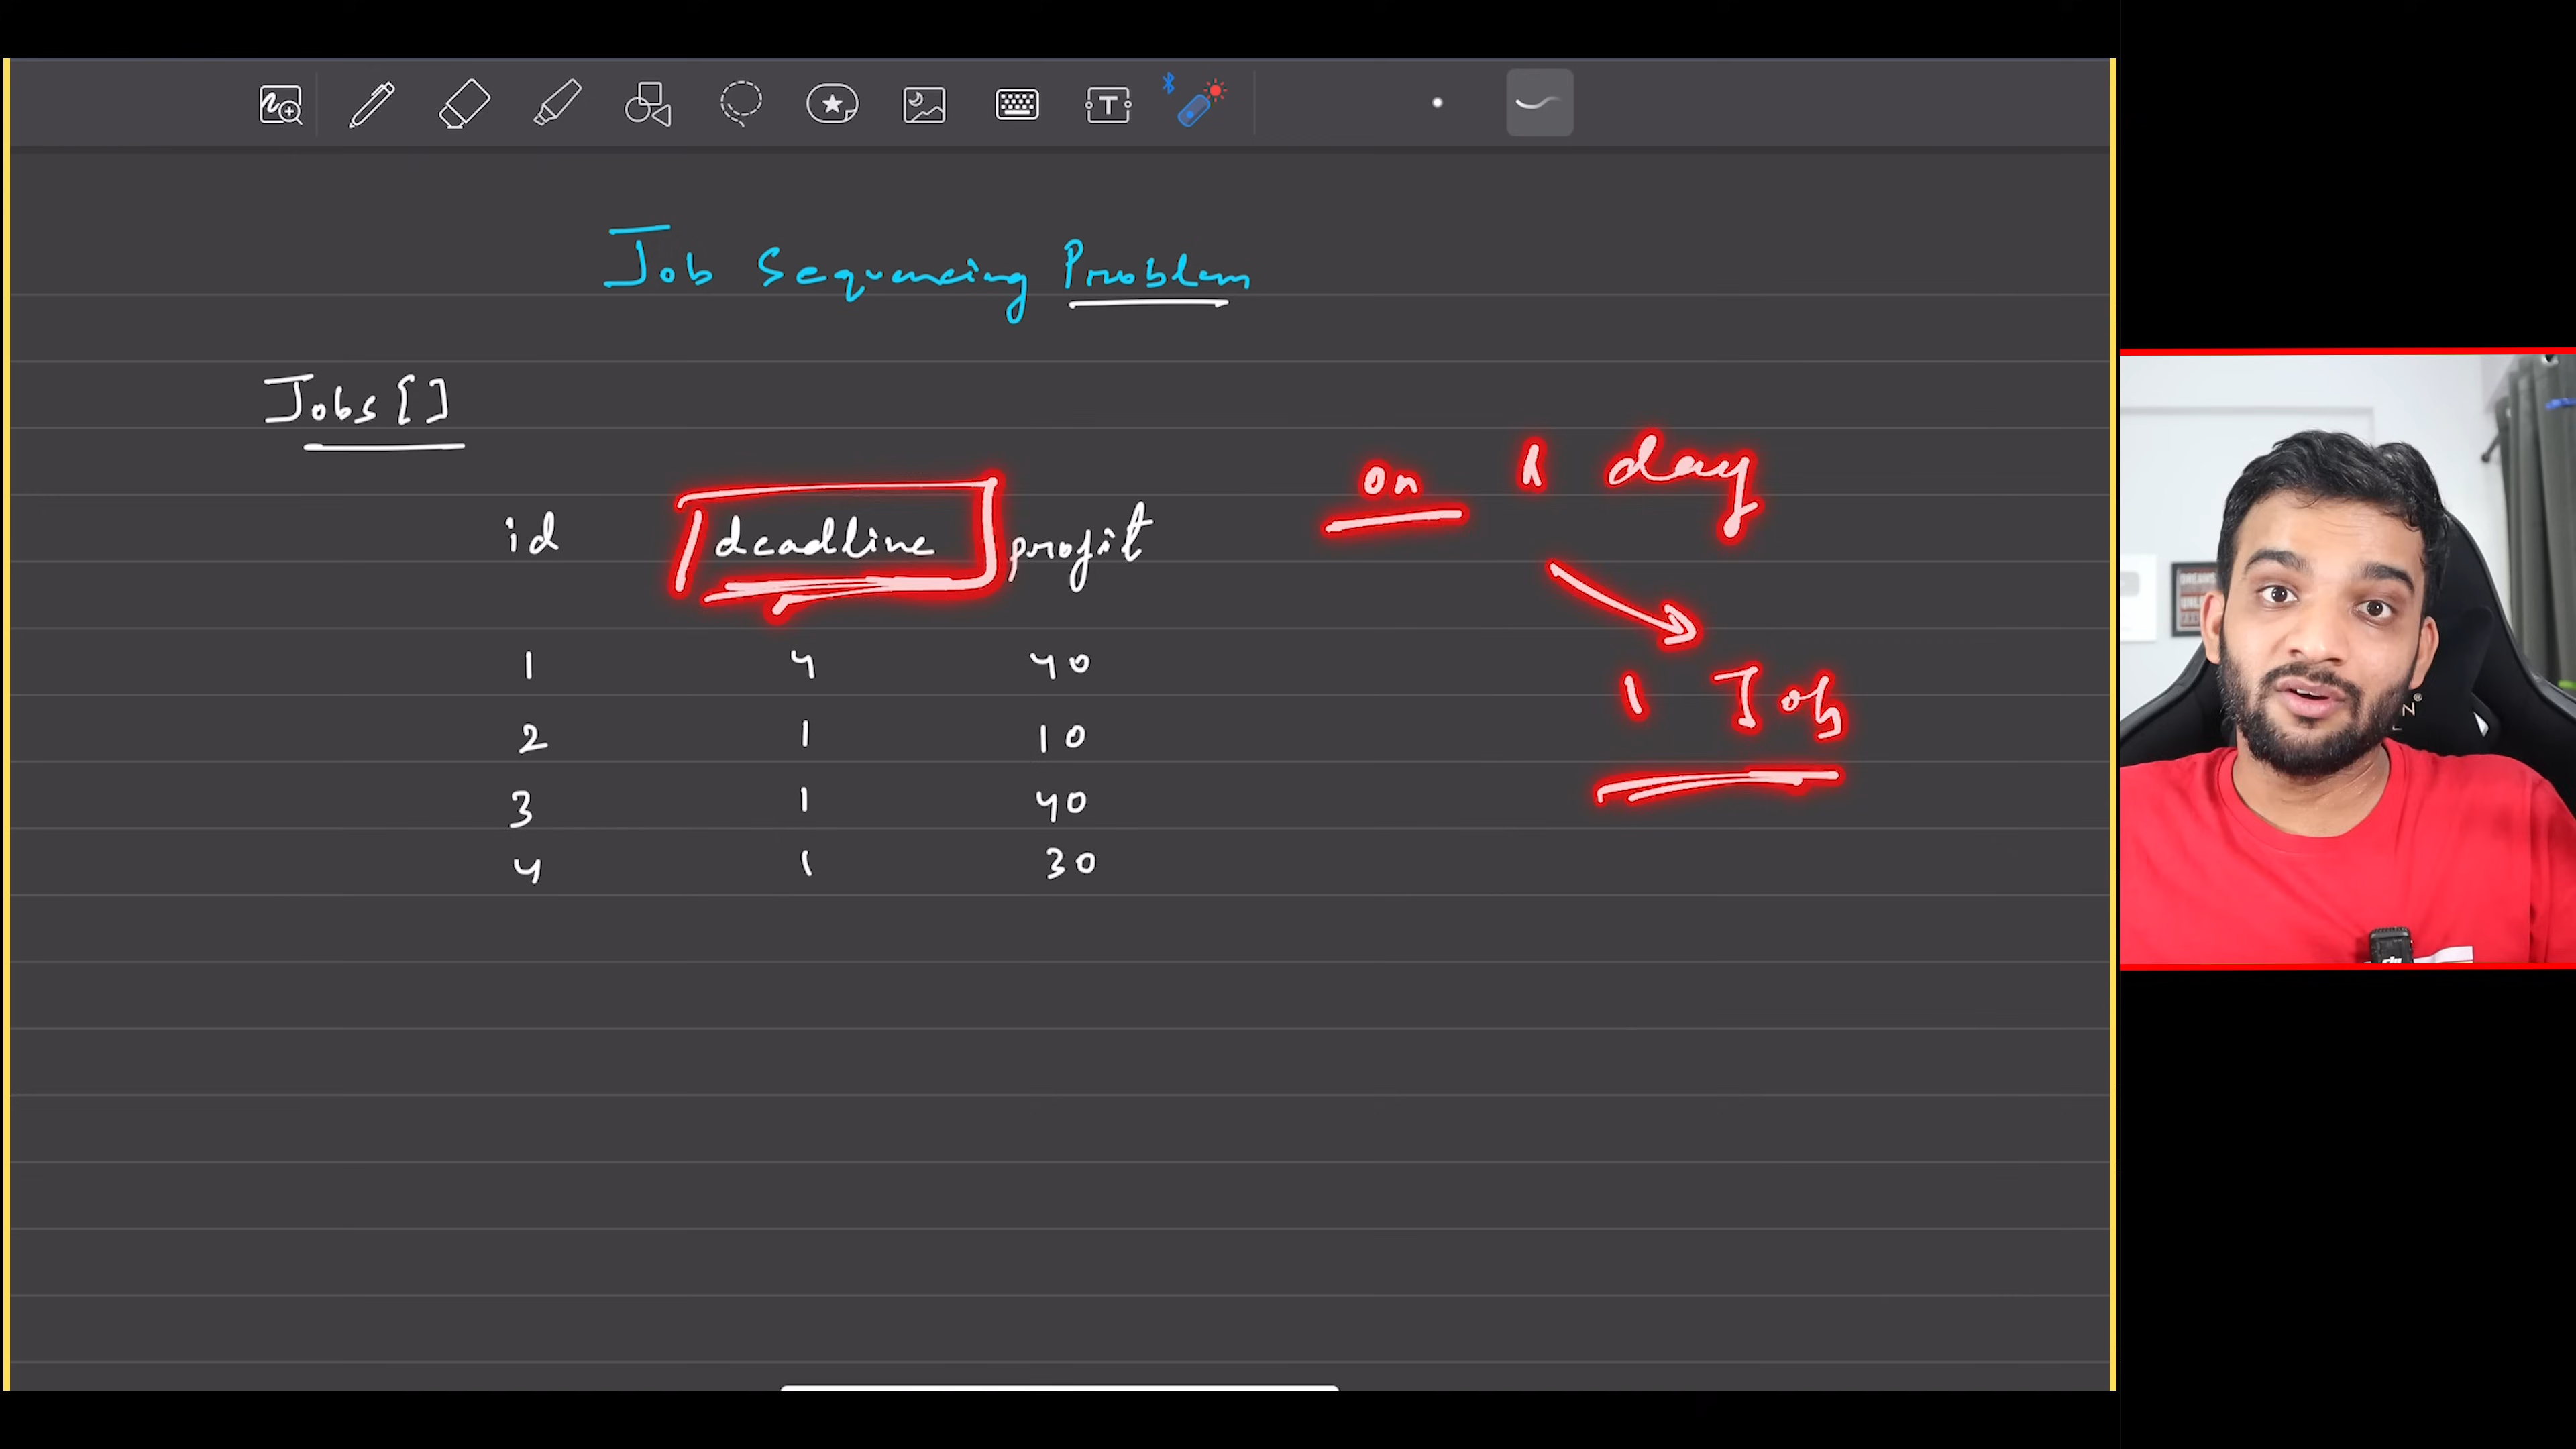 Job Sequencing Problem
Jobs[]
on 1 day
id deadline profit
1 4 40
1 Job
2 1 10
3 1 40
4 1 30